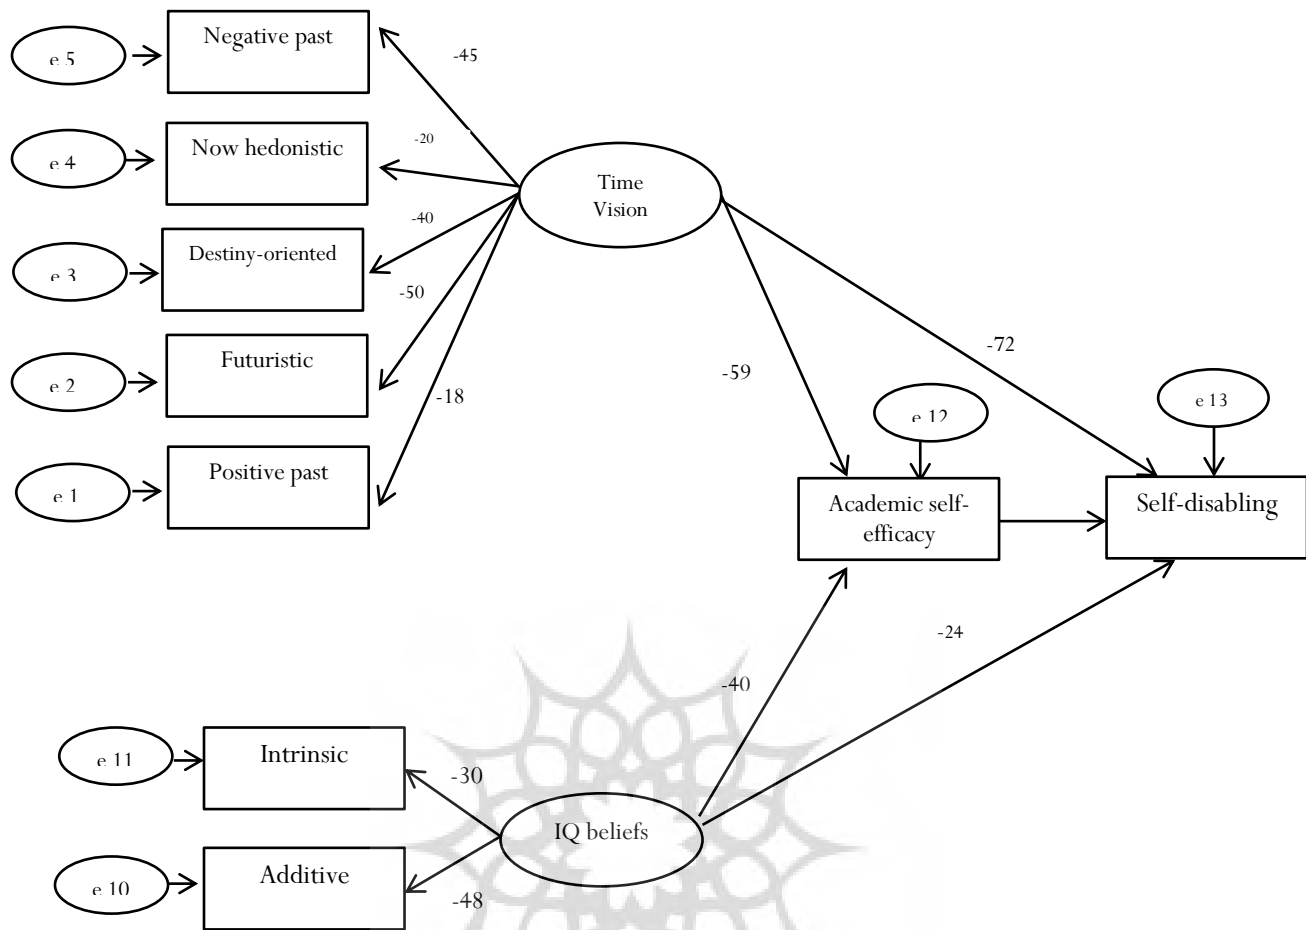 Negative past
e 5
-45
Now hedonistic
e 4
-20
Time
Vision
Destiny-oriented
e 3
-40
-50
Futuristic
e 2
-18
-72
-59
e 12
e 13
Positive past
e 1
Academic self-
efficacy
Self-disabling
-24
-40
Intrinsic
e 11
-30
IQ beliefs
Additive
e 10
-48